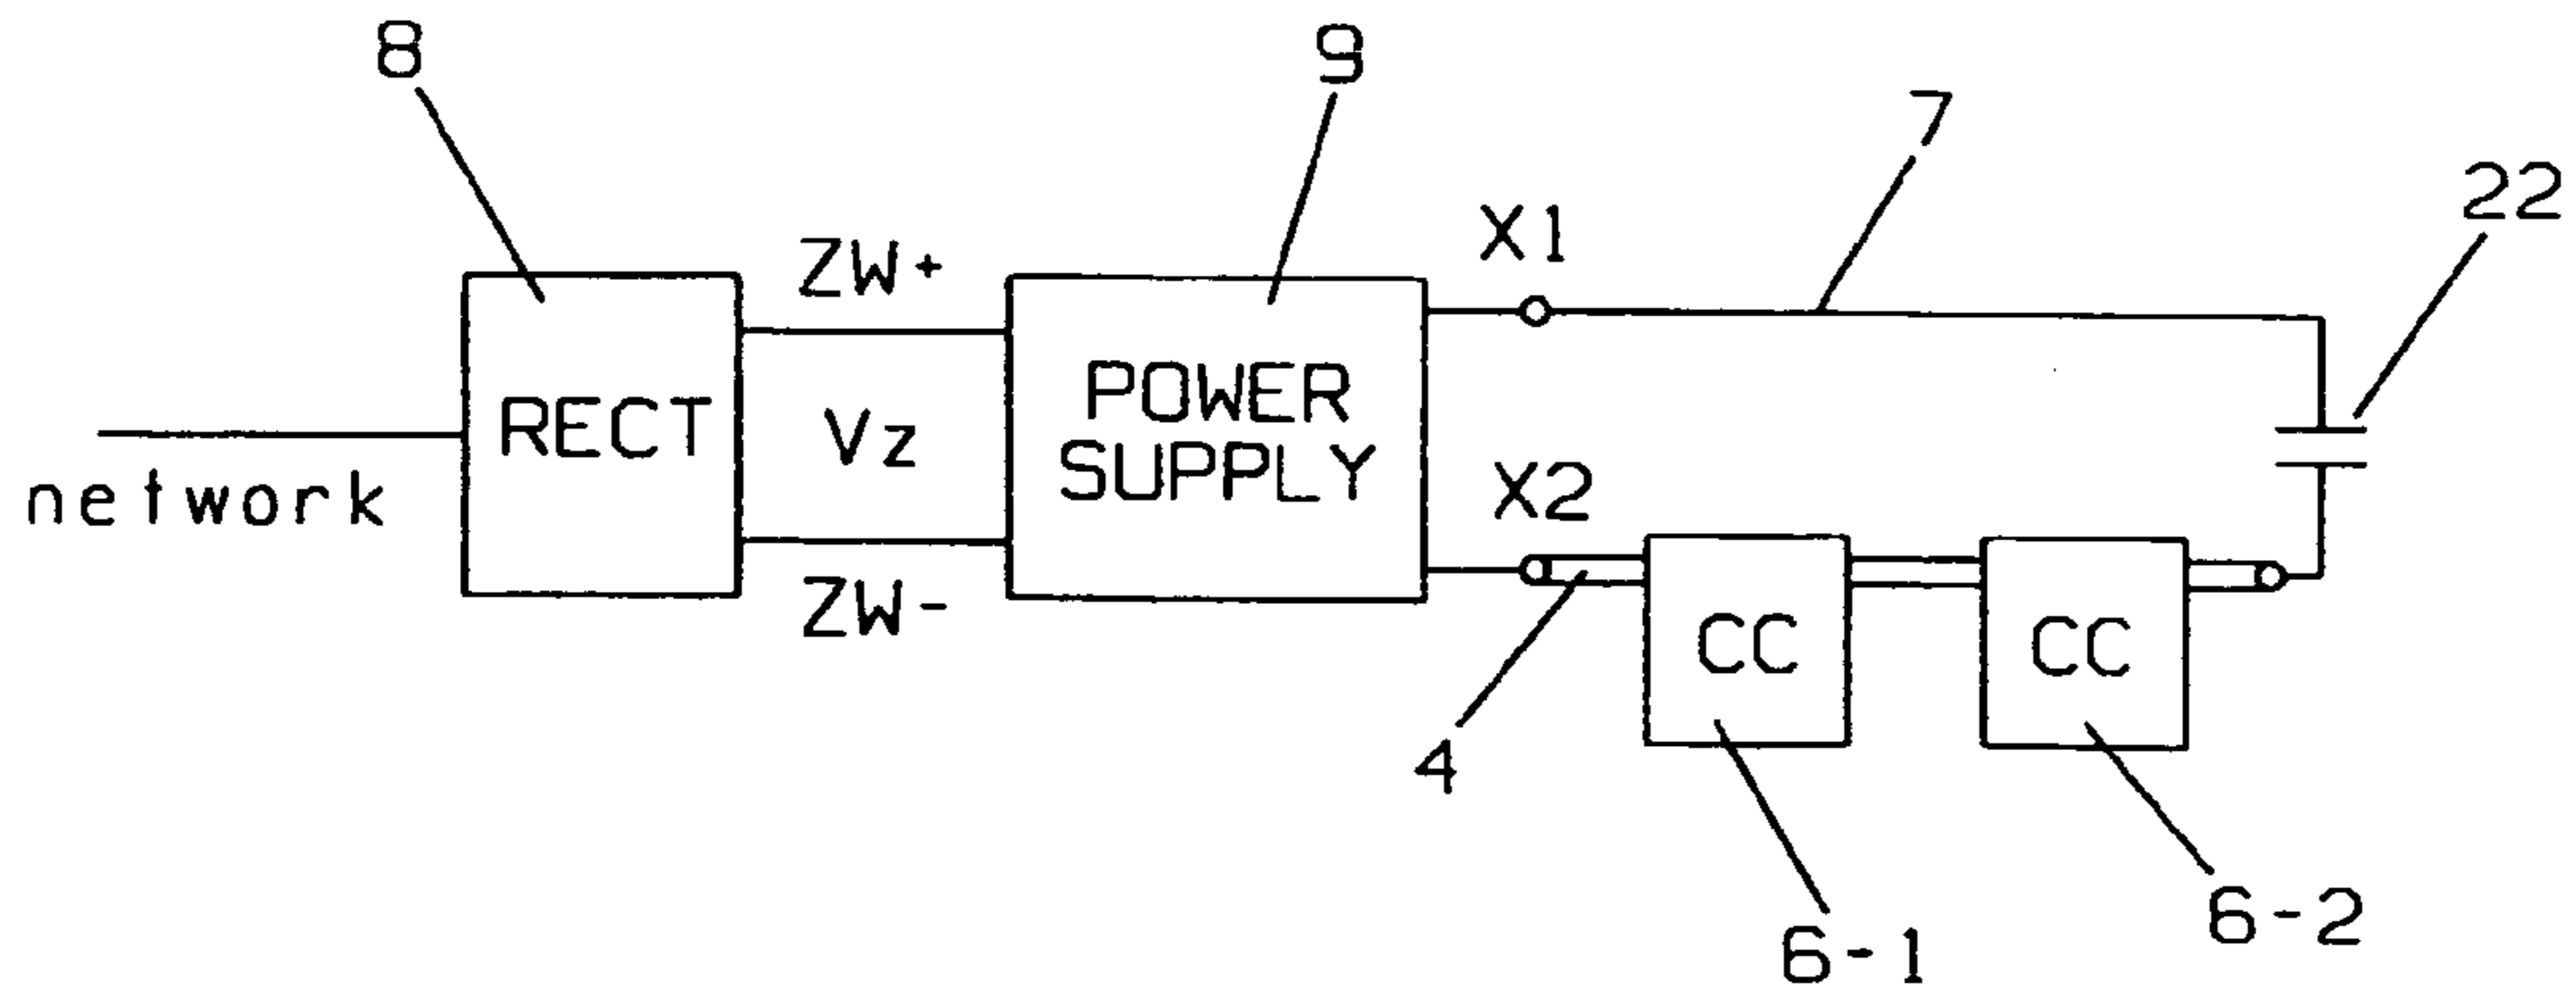 8
9
7
22
X1
ZW+
RECT
Vz
POWER
SUPPLY
network
X2
ZW-
CC
CC
4
6-1
6-2